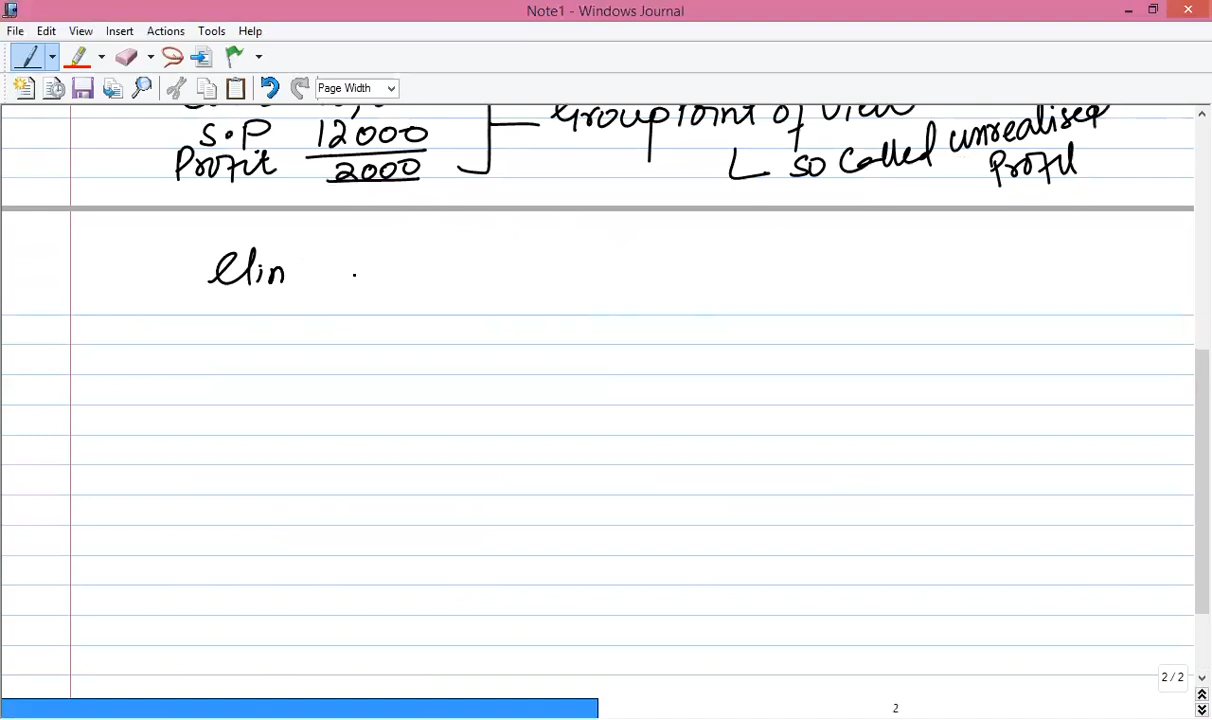 Note1 - Windows Journal
File Edit View Insert Actions Tools Help
Page Width
Group Point of View
S.P 12000
Profit 2000
so called unrealised
Profit
elin
2 / 2
2